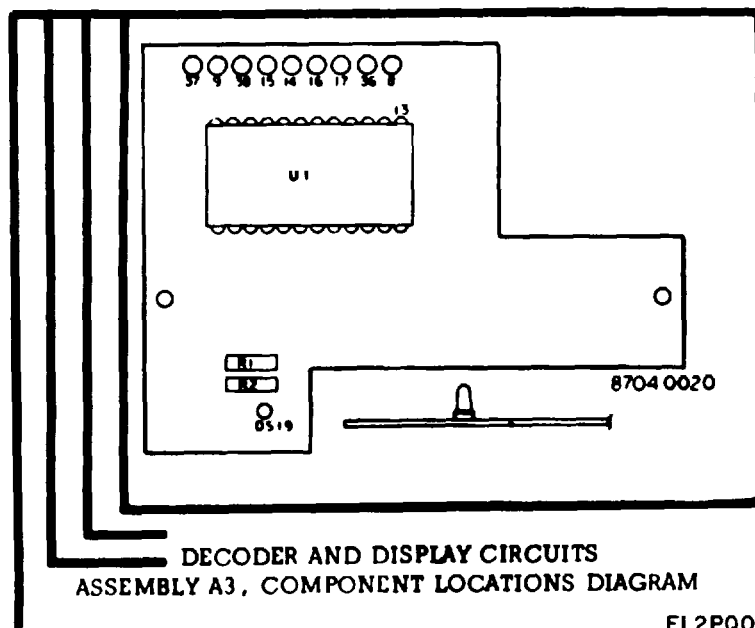 37 9 38 15 14 16 17 36 8
13
U1
R1
R2
DS19
8704 0020
DECODER AND DISPLAY CIRCUITS
ASSEMBLY A3, COMPONENT LOCATIONS DIAGRAM
EL2P00